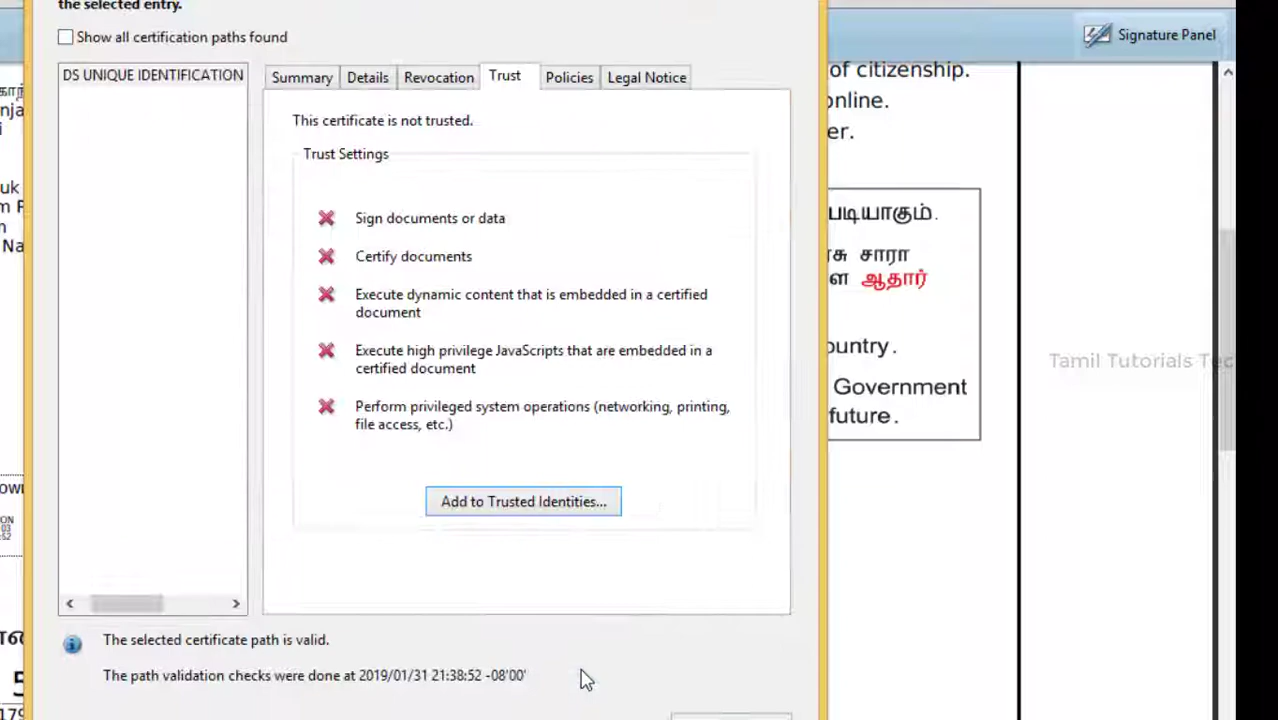 the selected entry.
Show all certification paths found
DS UNIQUE IDENTIFICATION
Summary
Details
Revocation
Trust
Policies
Legal Notice
This certificate is not trusted.
Trust Settings
Sign documents or data
Certify documents
Execute dynamic content that is embedded in a certified
document
Execute high privilege JavaScripts that are embedded in a
certified document
Perform privileged system operations (networking, printing,
file access, etc.)
Add to Trusted Identities...
The selected certificate path is valid.
The path validation checks were done at 2019/01/31 21:38:52 -08'00'
Signature Panel
of citizenship.
online.
er.
படியாகும்.
சாரா
ஆதார்
ountry.
Government
future.
Tamil Tutorials Tec